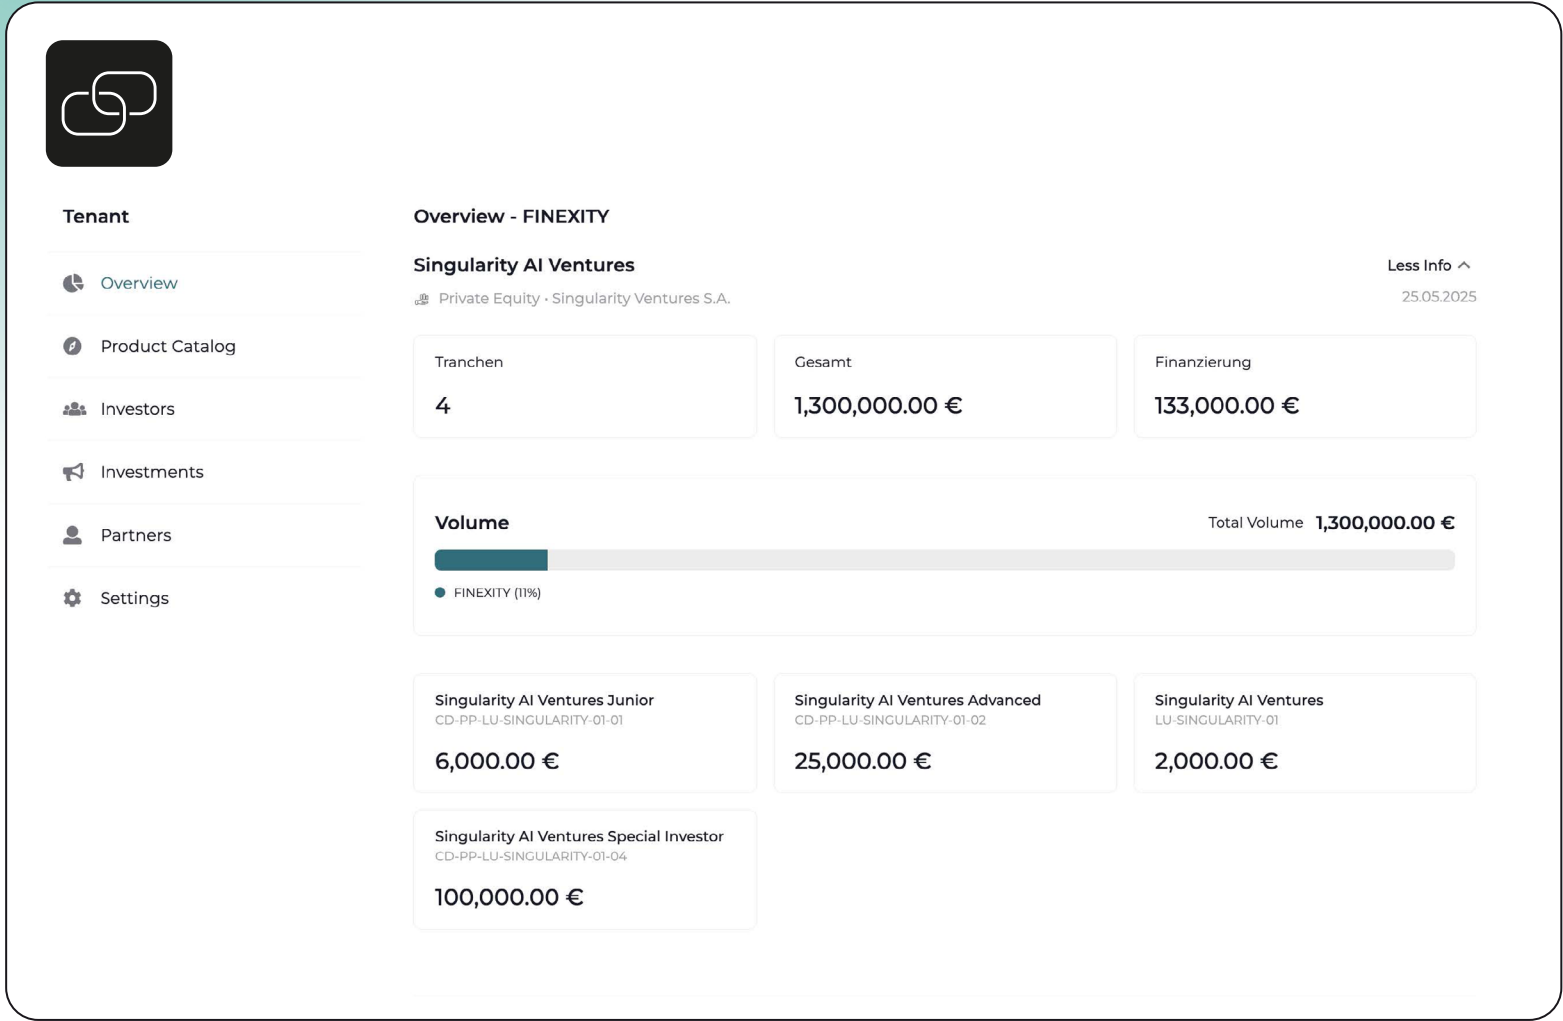 Tenant
Overview
Product Catalog
Investors
Investments
Partners
Settings
Overview - FINEXITY
Singularity AI Ventures
Less Info
Private Equity • Singularity Ventures S.A.
25.05.2025
Tranchen
4
Gesamt
1,300,000.00 €
Finanzierung
133,000.00 €
Volume
Total Volume 1,300,000.00 €
FINEXITY (11%)
Singularity AI Ventures Junior
CD-PP-LU-SINGULARITY-01-01
6,000.00 €
Singularity AI Ventures Advanced
CD-PP-LU-SINGULARITY-01-02
25,000.00 €
Singularity AI Ventures
LU-SINGULARITY-01
2,000.00 €
Singularity AI Ventures Special Investor
CD-PP-LU-SINGULARITY-01-04
100,000.00 €